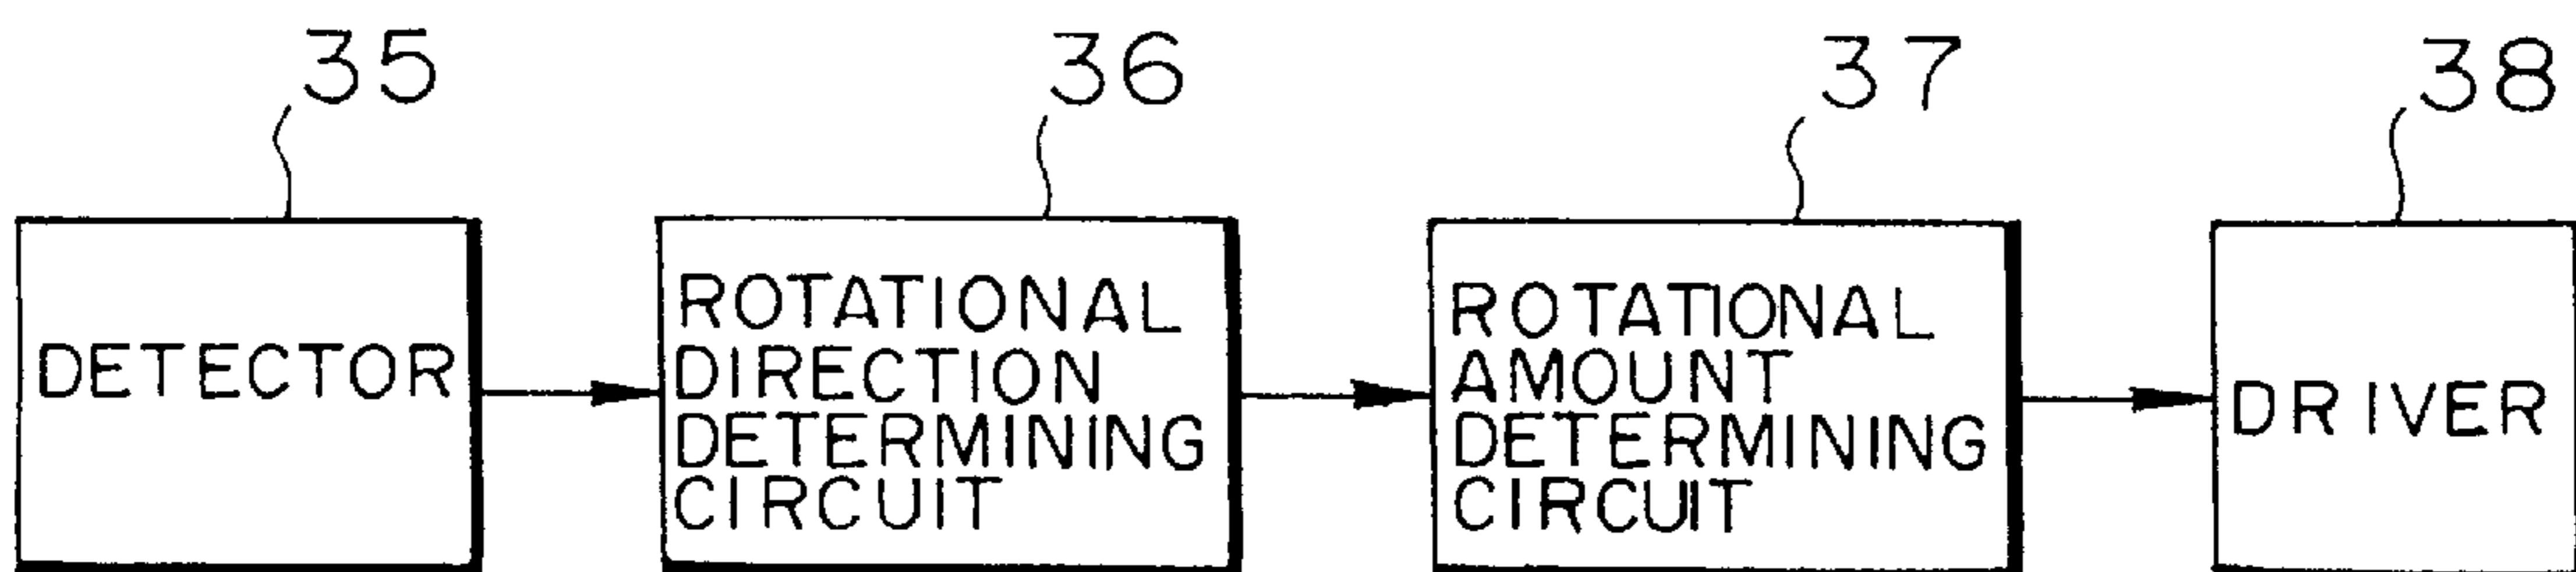 35
36
37
38
DETECTOR
ROTATIONAL
DIRECTION
DETERMINING
CIRCUIT
ROTATIONAL
AMOUNT
DETERMINING
CIRCUIT
DRIVER